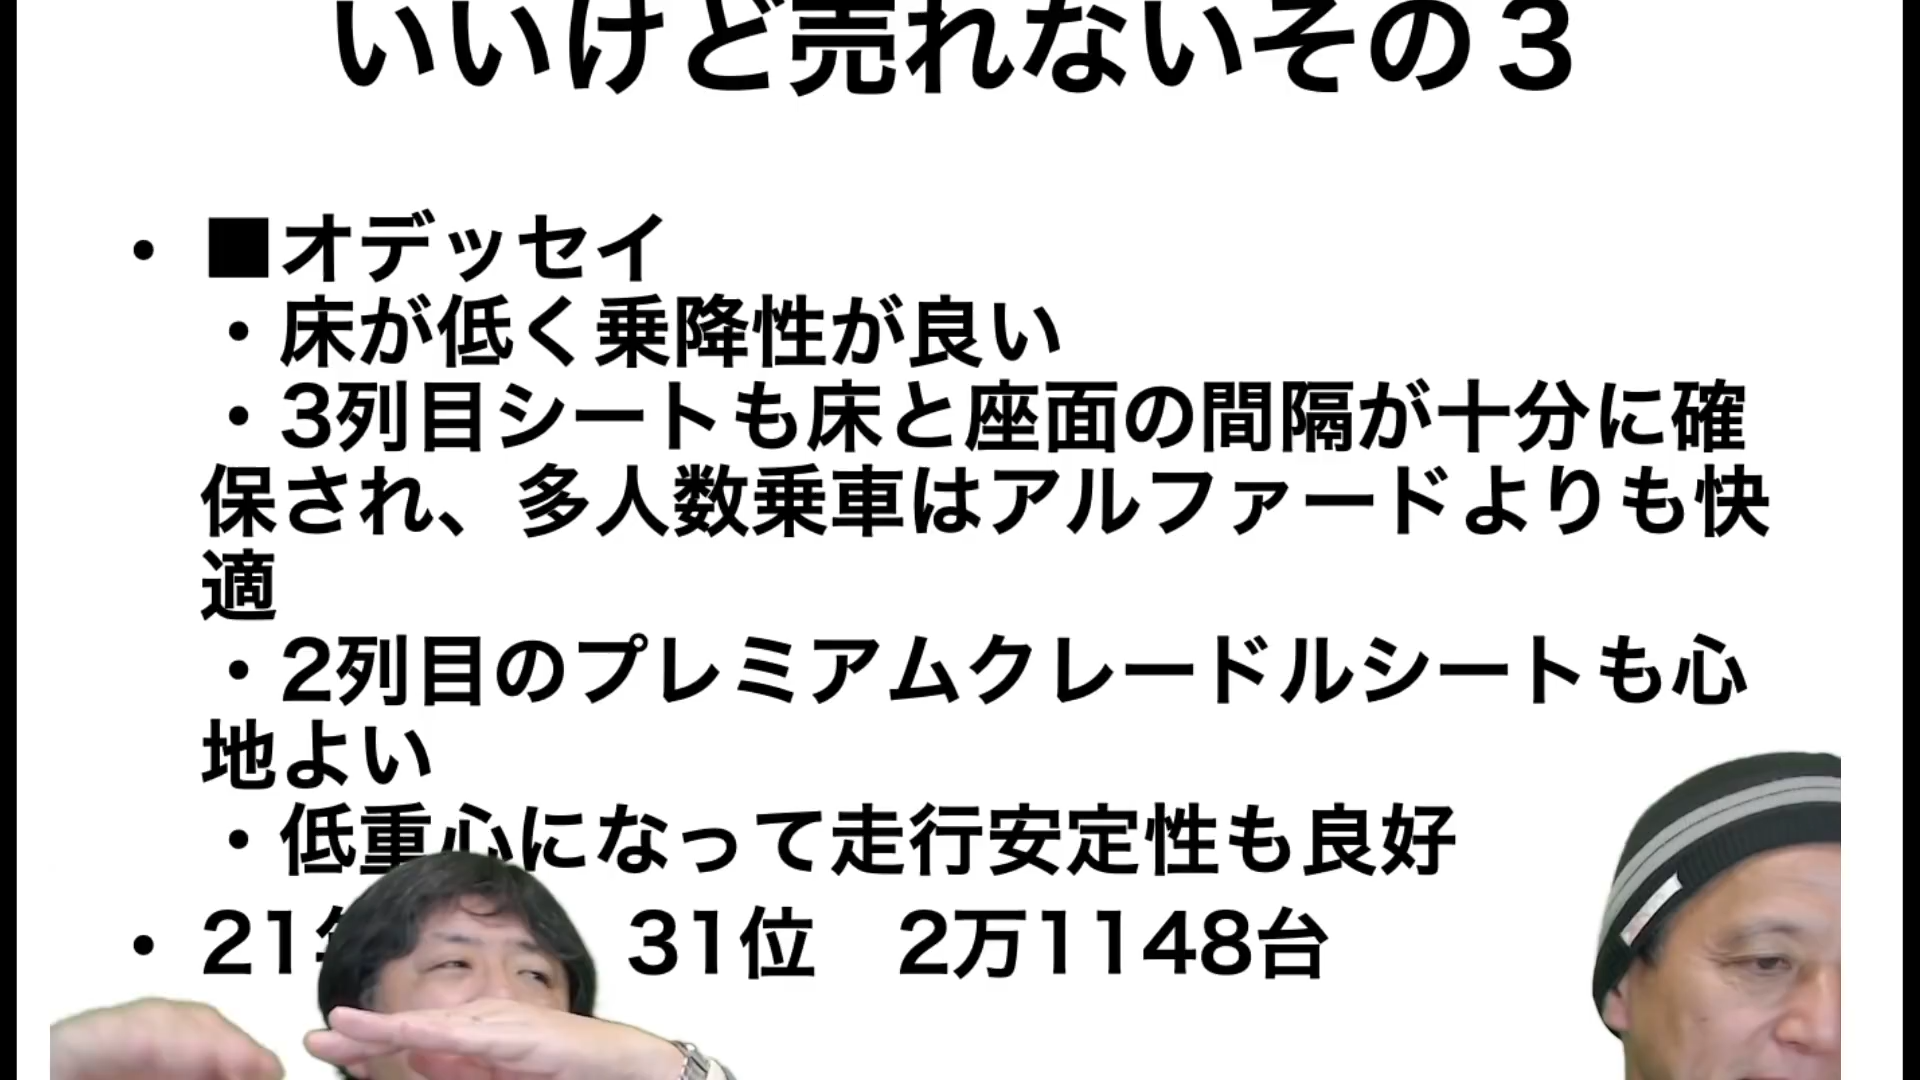 いいけど売れないその３
• ■オデッセイ
・床が低く乗降性が良い
・3列目シートも床と座面の間隔が十分に確
保され、多人数乗車はアルファードよりも快
適
・2列目のプレミアムクレードルシートも心
地よい
・低重心になって走行安定性も良好
• 21年 31位 2万1148台